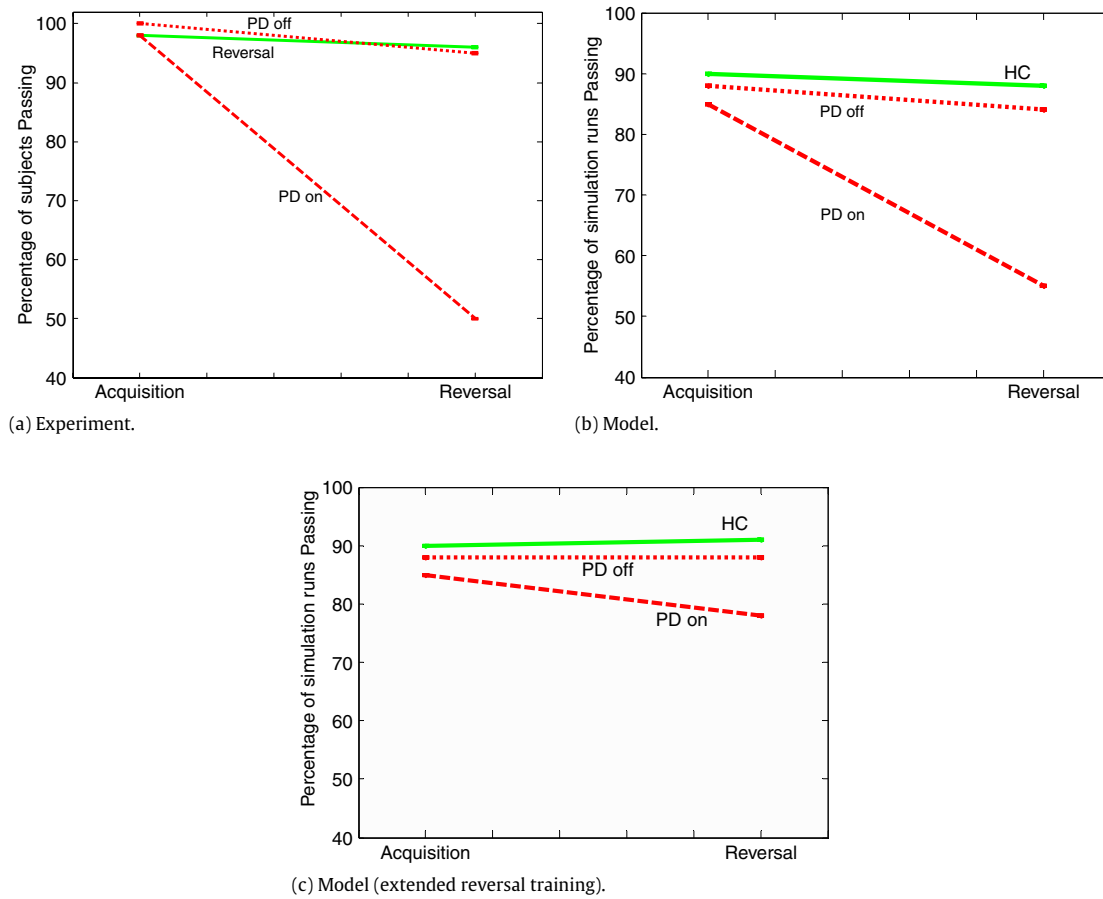 100
90
80
70
60
50
40
Percentage of subjects Passing
PD off
Reversal
PD on
Acquisition
Reversal
(a) Experiment.
100
90
80
70
60
50
40
Percentage of simulation runs Passing
HC
PD off
PD on
Acquisition
Reversal
(b) Model.
100
90
80
70
60
50
40
Percentage of simulation runs Passing
HC
PD off
PD on
Acquisition
Reversal
(c) Model (extended reversal training).